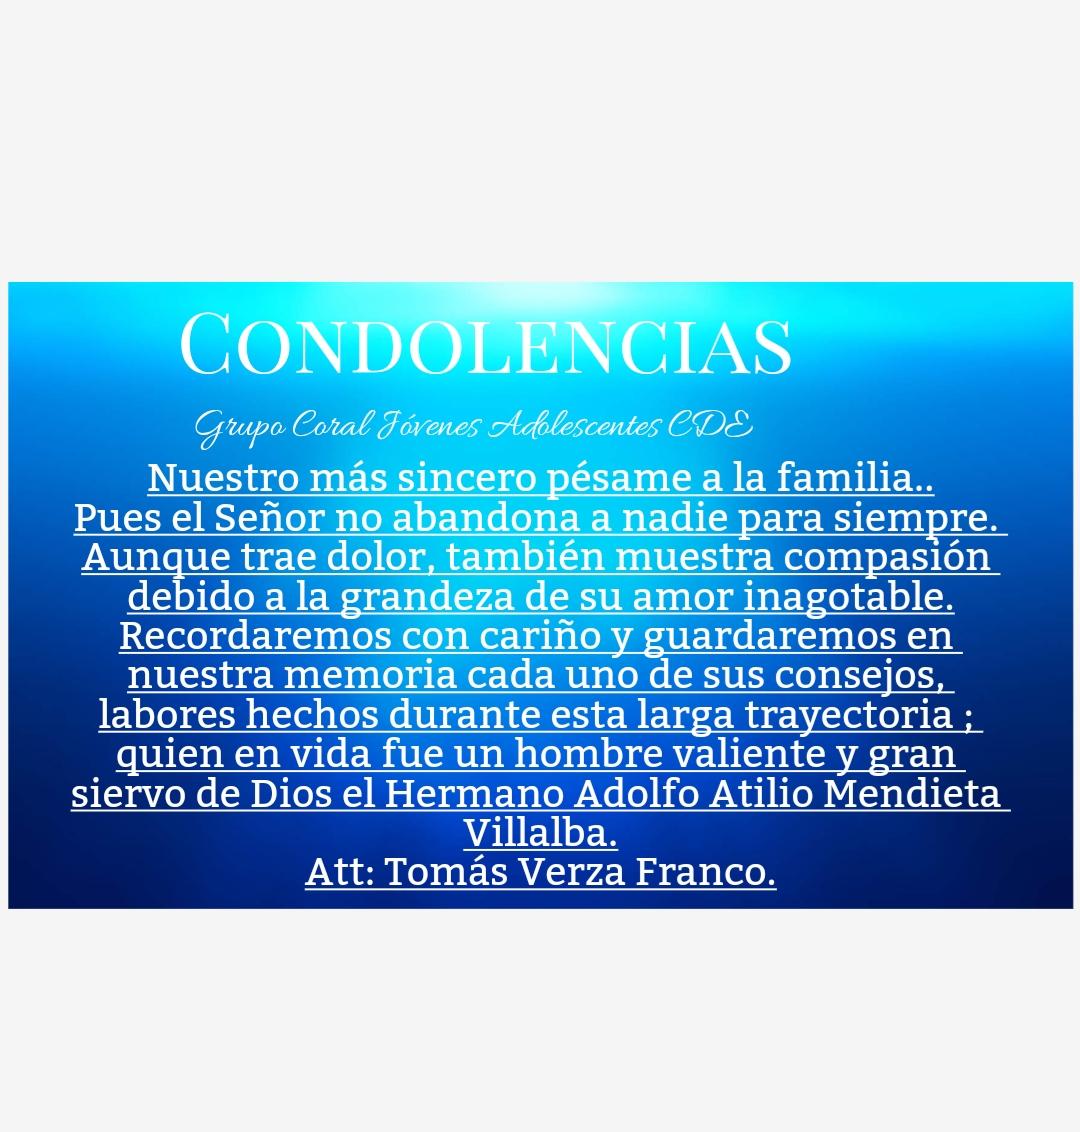 Condolencias
Grupo Coral Jóvenes Adolescentes CDE
Nuestro más sincero pésame a la familia..
Pues el Señor no abandona a nadie para siempre.
Aunque trae dolor, también muestra compasión
debido a la grandeza de su amor inagotable.
Recordaremos con cariño y guardaremos en
nuestra memoria cada uno de sus consejos,
labores hechos durante esta larga trayectoria ;
quien en vida fue un hombre valiente y gran
siervo de Dios el Hermano Adolfo Atilio Mendieta
Villalba.
Att: Tomás Verza Franco.